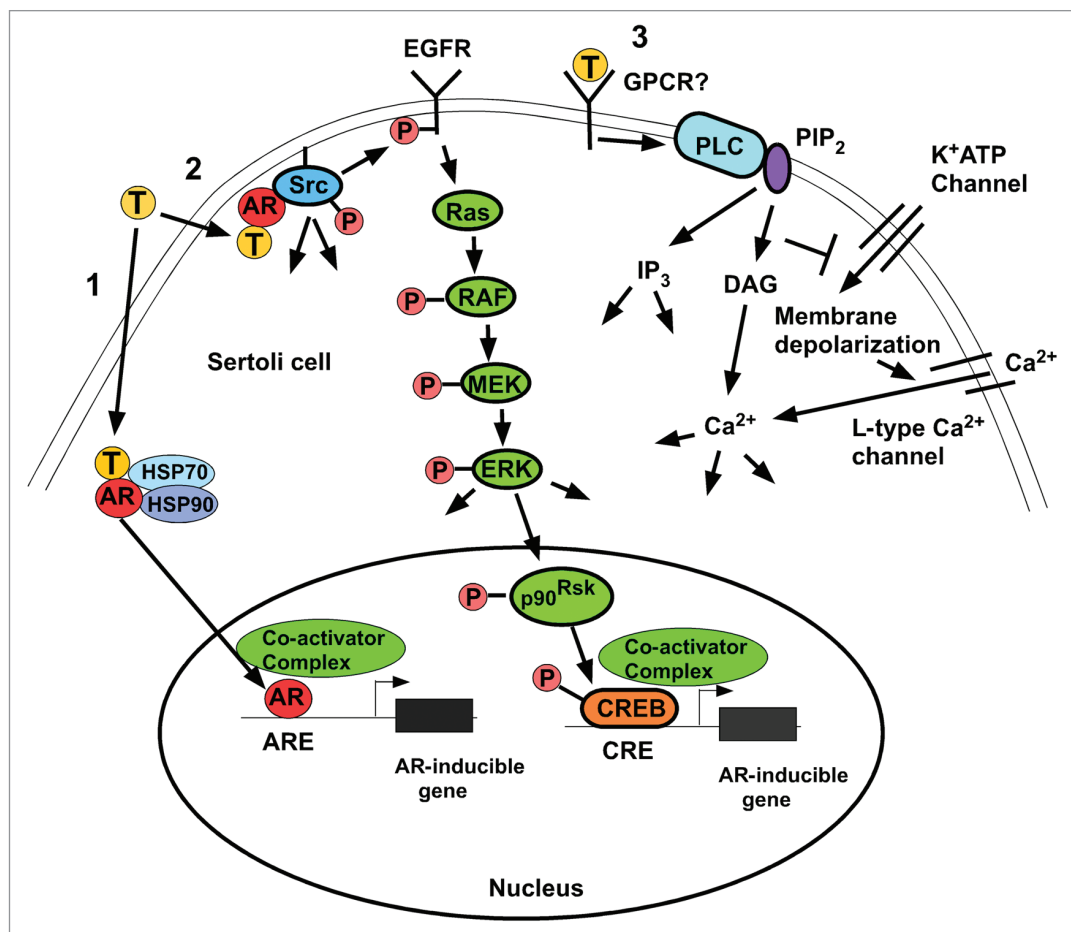 EGFR
3
T
GPCR?
P
PLC
PIP₂
K⁺ATP
Channel
2
T
AR
Src
P
T
Ras
1
IP₃
DAG
P
RAF
Membrane
depolarization
Sertoli cell
Ca²⁺
P
MEK
Ca²⁺
L-type Ca²⁺
channel
T
HSP70
AR
HSP90
P
ERK
P
p90ᴿˢᵏ
Co-activator
Complex
Co-activator
Complex
P
AR
CREB
ARE
CRE
AR-inducible
gene
AR-inducible
gene
Nucleus